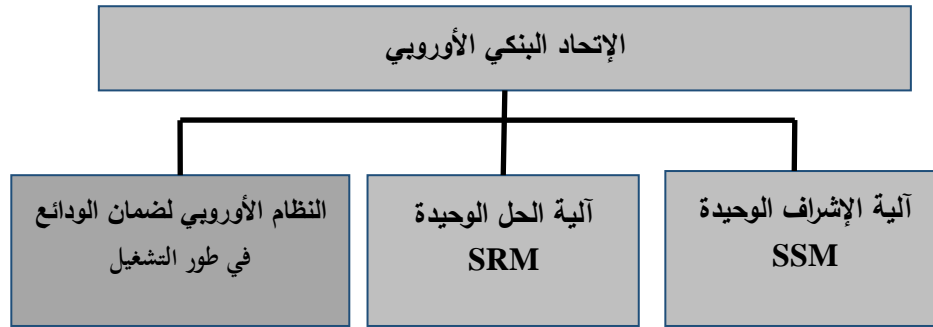 الإتحاد البنكي الأوروبي
آلية الإشراف الوحيدة
SSM
آلية الحل الوحيدة
SRM
النظام الأوروبي لضمان الودائع
في طور التشغيل